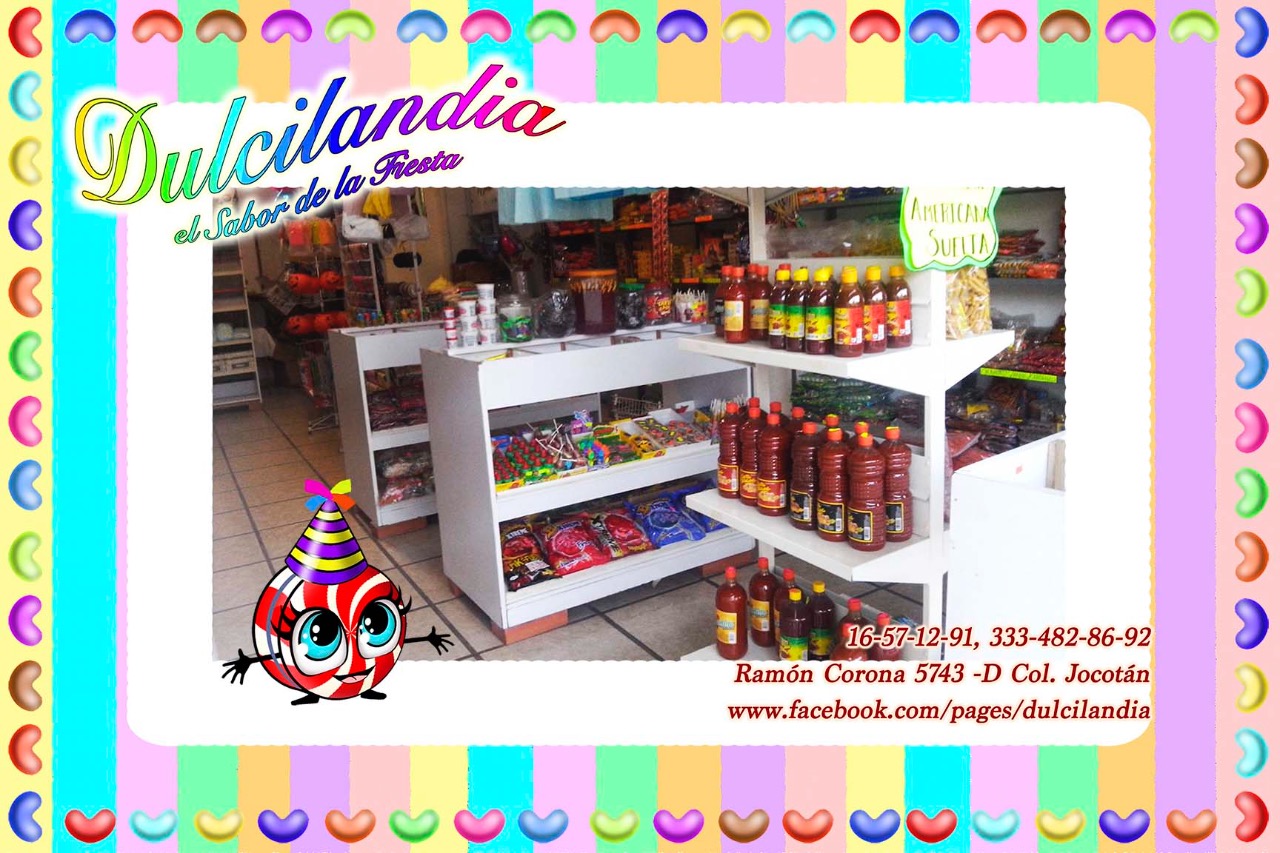 Dulcilandia
el Sabor de la Fiesta
AMERICANA
SUELTA
16-57-12-91, 333-482-86-92
Ramón Corona 5743 -D Col. Jocotán
www.facebook.com/pages/dulcilandia